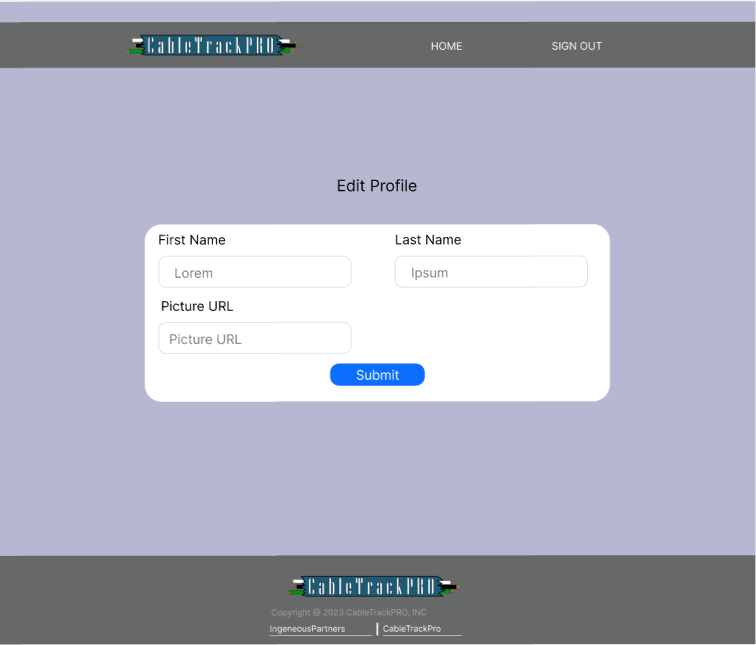 CableTrackPRO
HOME
SIGN OUT
Edit Profile
First Name
Last Name
Lorem
Ipsum
Picture URL
Picture URL
Submit
CableTrackPRO
Copyright @ 2023 CableTrackPRO, INC
IngeneousPartners
CableTrackPro